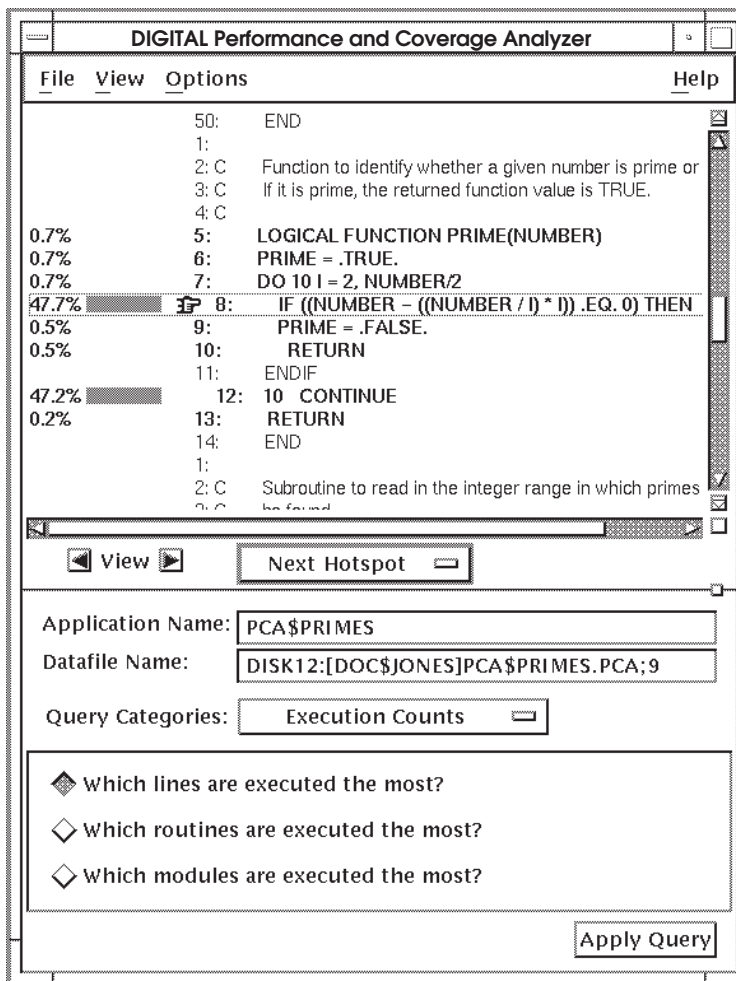 DIGITAL Performance and Coverage Analyzer
File View Options Help
50: END
1:
2: C Function to identify whether a given number is prime or
3: C If it is prime, the returned function value is TRUE.
4: C
0.7% 5: LOGICAL FUNCTION PRIME(NUMBER)
0.7% 6: PRIME = .TRUE.
0.7% 7: DO 10 I = 2, NUMBER/2
47.7% 8: IF ((NUMBER – ((NUMBER / I) * I)) .EQ. 0) THEN
0.5% 9: PRIME = .FALSE.
0.5% 10: RETURN
11: ENDIF
47.2% 12: 10 CONTINUE
0.2% 13: RETURN
14: END
1:
2: C Subroutine to read in the integer range in which primes
View Next Hotspot
Application Name: PCA$PRIMES
Datafile Name: DISK12:[DOC$JONES]PCA$PRIMES.PCA;9
Query Categories: Execution Counts
Which lines are executed the most?
Which routines are executed the most?
Which modules are executed the most?
Apply Query